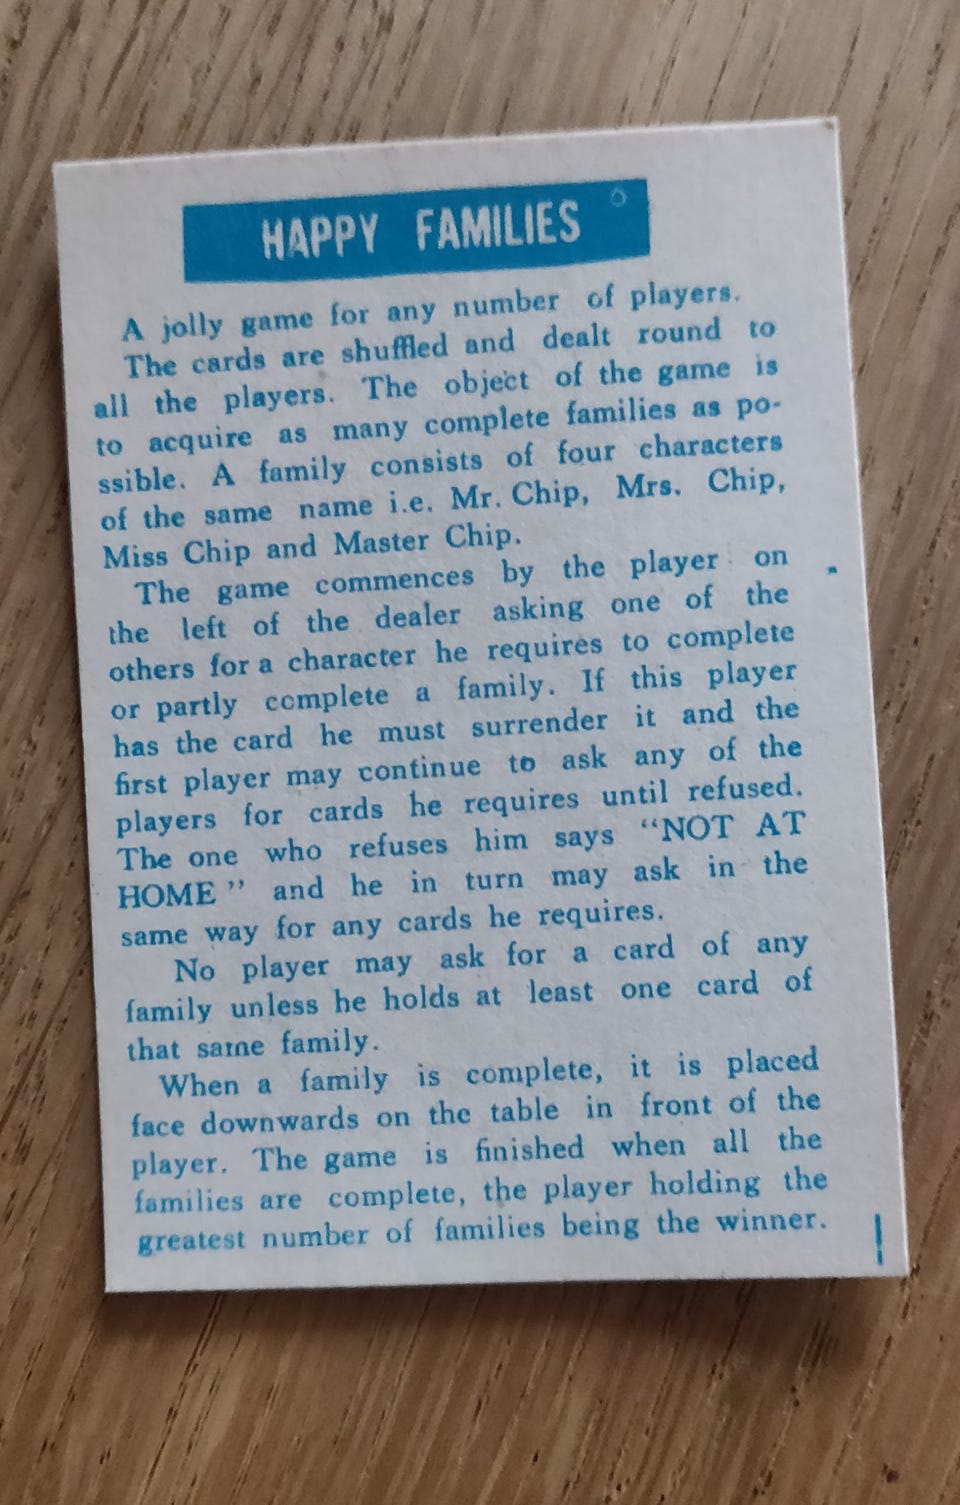 HAPPY FAMILIES
A jolly game for any number of players.
The cards are shuffled and dealt round to
all the players. The object of the game is
to acquire as many complete families as po-
ssible. A family consists of four characters
of the same name i.e. Mr. Chip, Mrs. Chip,
Miss Chip and Master Chip.
The game commences by the player on
the left of the dealer asking one of the
others for a character he requires to complete
or partly complete a family. If this player
has the card he must surrender it and the
first player may continue to ask any of the
players for cards he requires until refused.
The one who refuses him says “NOT AT
HOME” and he in turn may ask in the
same way for any cards he requires.
No player may ask for a card of any
family unless he holds at least one card of
that same family.
When a family is complete, it is placed
face downwards on the table in front of the
player. The game is finished when all the
families are complete, the player holding the
greatest number of families being the winner.